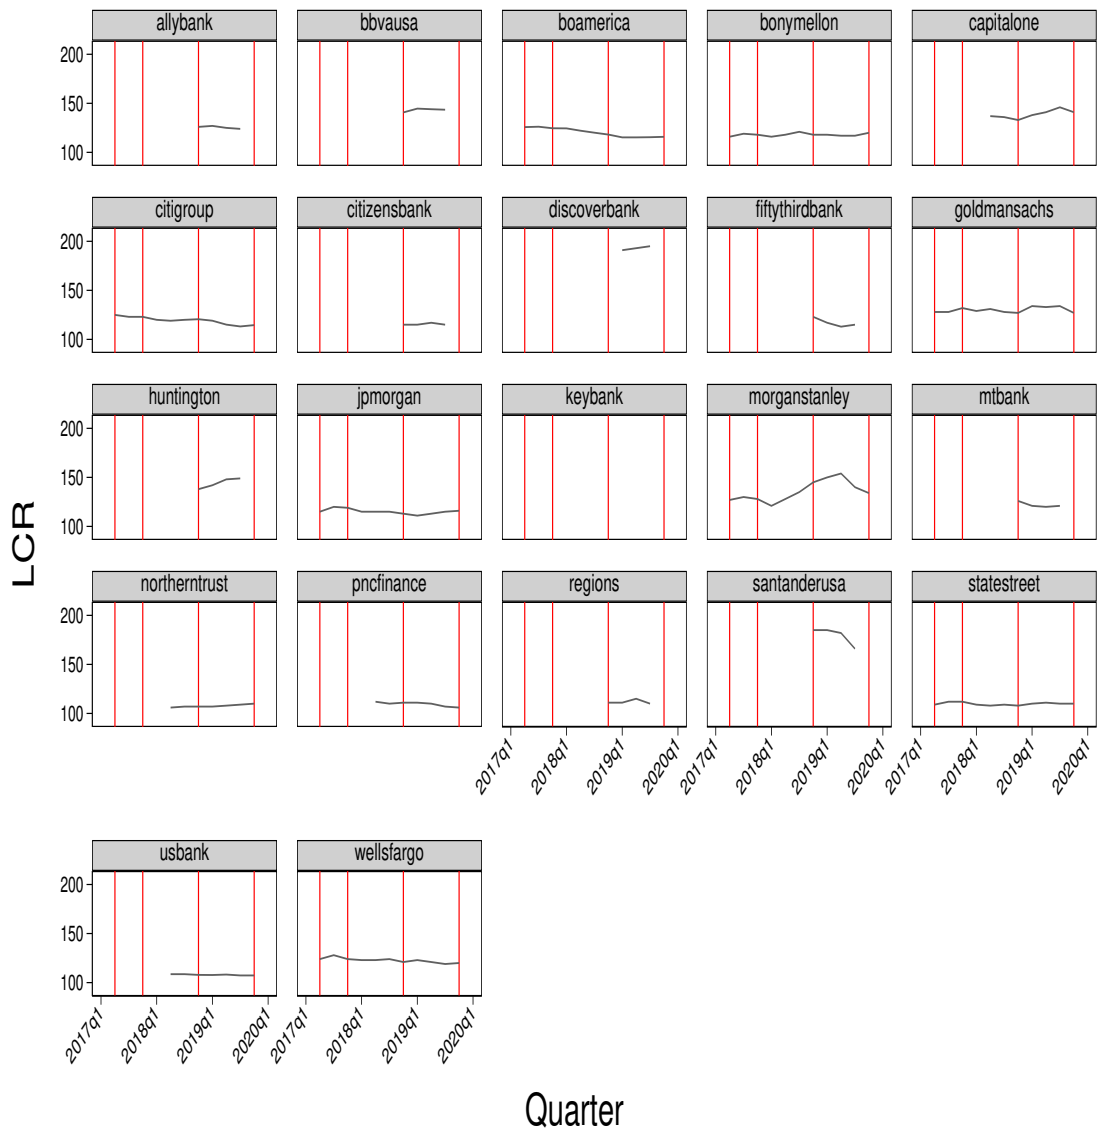 allybank bbvausa boamerica bonymellon capitalone
200
150
100
citigroup citizensbank discoverbank fiftythirdbank goldmansachs
200
150
100
huntington jpmorgan keybank morganstanley mtbank
200
150
100
LCR
northerntrust pncfinance regions santanderusa statestreet
200
150
100
2017q1 2018q1 2019q1 2020q1 2017q1 2018q1 2019q1 2020q1 2017q1 2018q1 2019q1 2020q1
usbank wellsfargo
200
150
100
2017q1 2018q1 2019q1 2020q1 2017q1 2018q1 2019q1 2020q1
Quarter